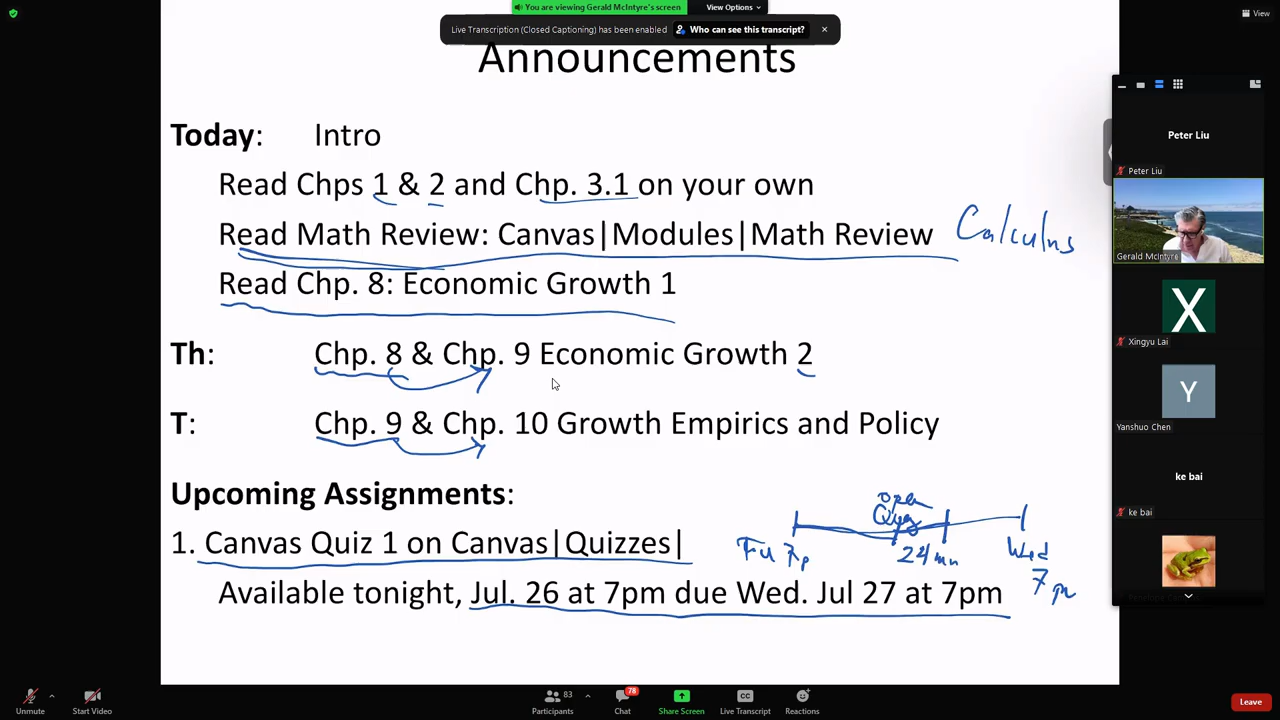 You are viewing Gerald McIntyre's screen
View Options
View
Live Transcription (Closed Captioning) has been enabled
Who can see this transcript?
Announcements
Today: Intro
Read Chps 1 & 2 and Chp. 3.1 on your own
Read Math Review: Canvas|Modules|Math Review
Calculus
Read Chp. 8: Economic Growth 1
Th: Chp. 8 & Chp. 9 Economic Growth 2
T: Chp. 9 & Chp. 10 Growth Empirics and Policy
Upcoming Assignments:
open
Quiz
1. Canvas Quiz 1 on Canvas|Quizzes|
24 mn
Wed
7 pm
Available tonight, Jul. 26 at 7pm due Wed. Jul 27 at 7pm
Peter Liu
Peter Liu
Gerald McIntyre
X
Xingyu Lai
Y
Yanshuo Chen
ke bai
ke bai
Unmute
Start Video
83
Participants
78
Chat
Share Screen
CC
Live Transcript
Reactions
Leave